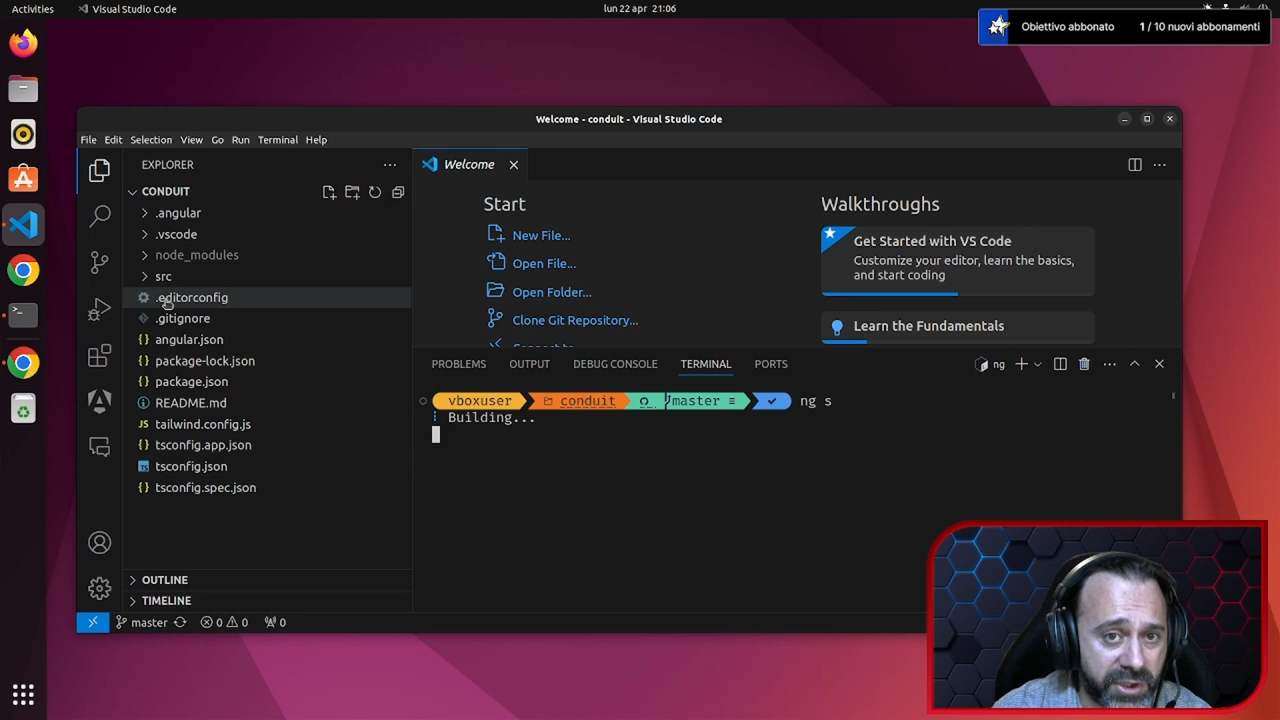 Activities
Visual Studio Code
lun 22 apr 21:06
Obiettivo abbonato 1 / 10 nuovi abbonamenti
Welcome - conduit - Visual Studio Code
File Edit Selection View Go Run Terminal Help
EXPLORER
CONDUIT
.angular
.vscode
node_modules
src
.editorconfig
.gitignore
angular.json
package-lock.json
package.json
README.md
tailwind.config.js
tsconfig.app.json
tsconfig.json
tsconfig.spec.json
OUTLINE
TIMELINE
Welcome
Start
New File...
Open File...
Open Folder...
Clone Git Repository...
Walkthroughs
Get Started with VS Code
Customize your editor, learn the basics,
and start coding
Learn the Fundamentals
PROBLEMS OUTPUT DEBUG CONSOLE TERMINAL PORTS
ng
vboxuser conduit master ≡ ng s
Building...
master 0 0 0